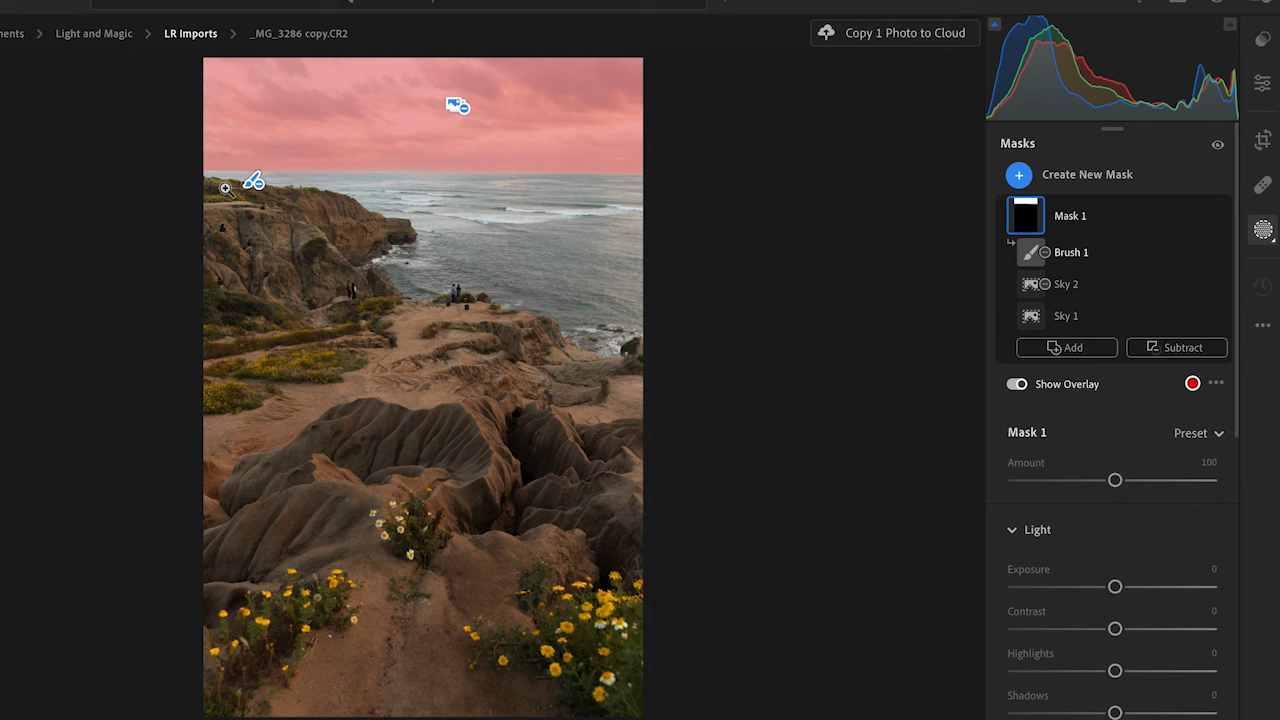 ents > Light and Magic > LR Imports > _MG_3286 copy.CR2
Copy 1 Photo to Cloud
Masks
Create New Mask
Mask 1
Brush 1
Sky 2
Sky 1
Add
Subtract
Show Overlay
Mask 1
Preset
Amount 100
Light
Exposure 0
Contrast 0
Highlights 0
Shadows 0